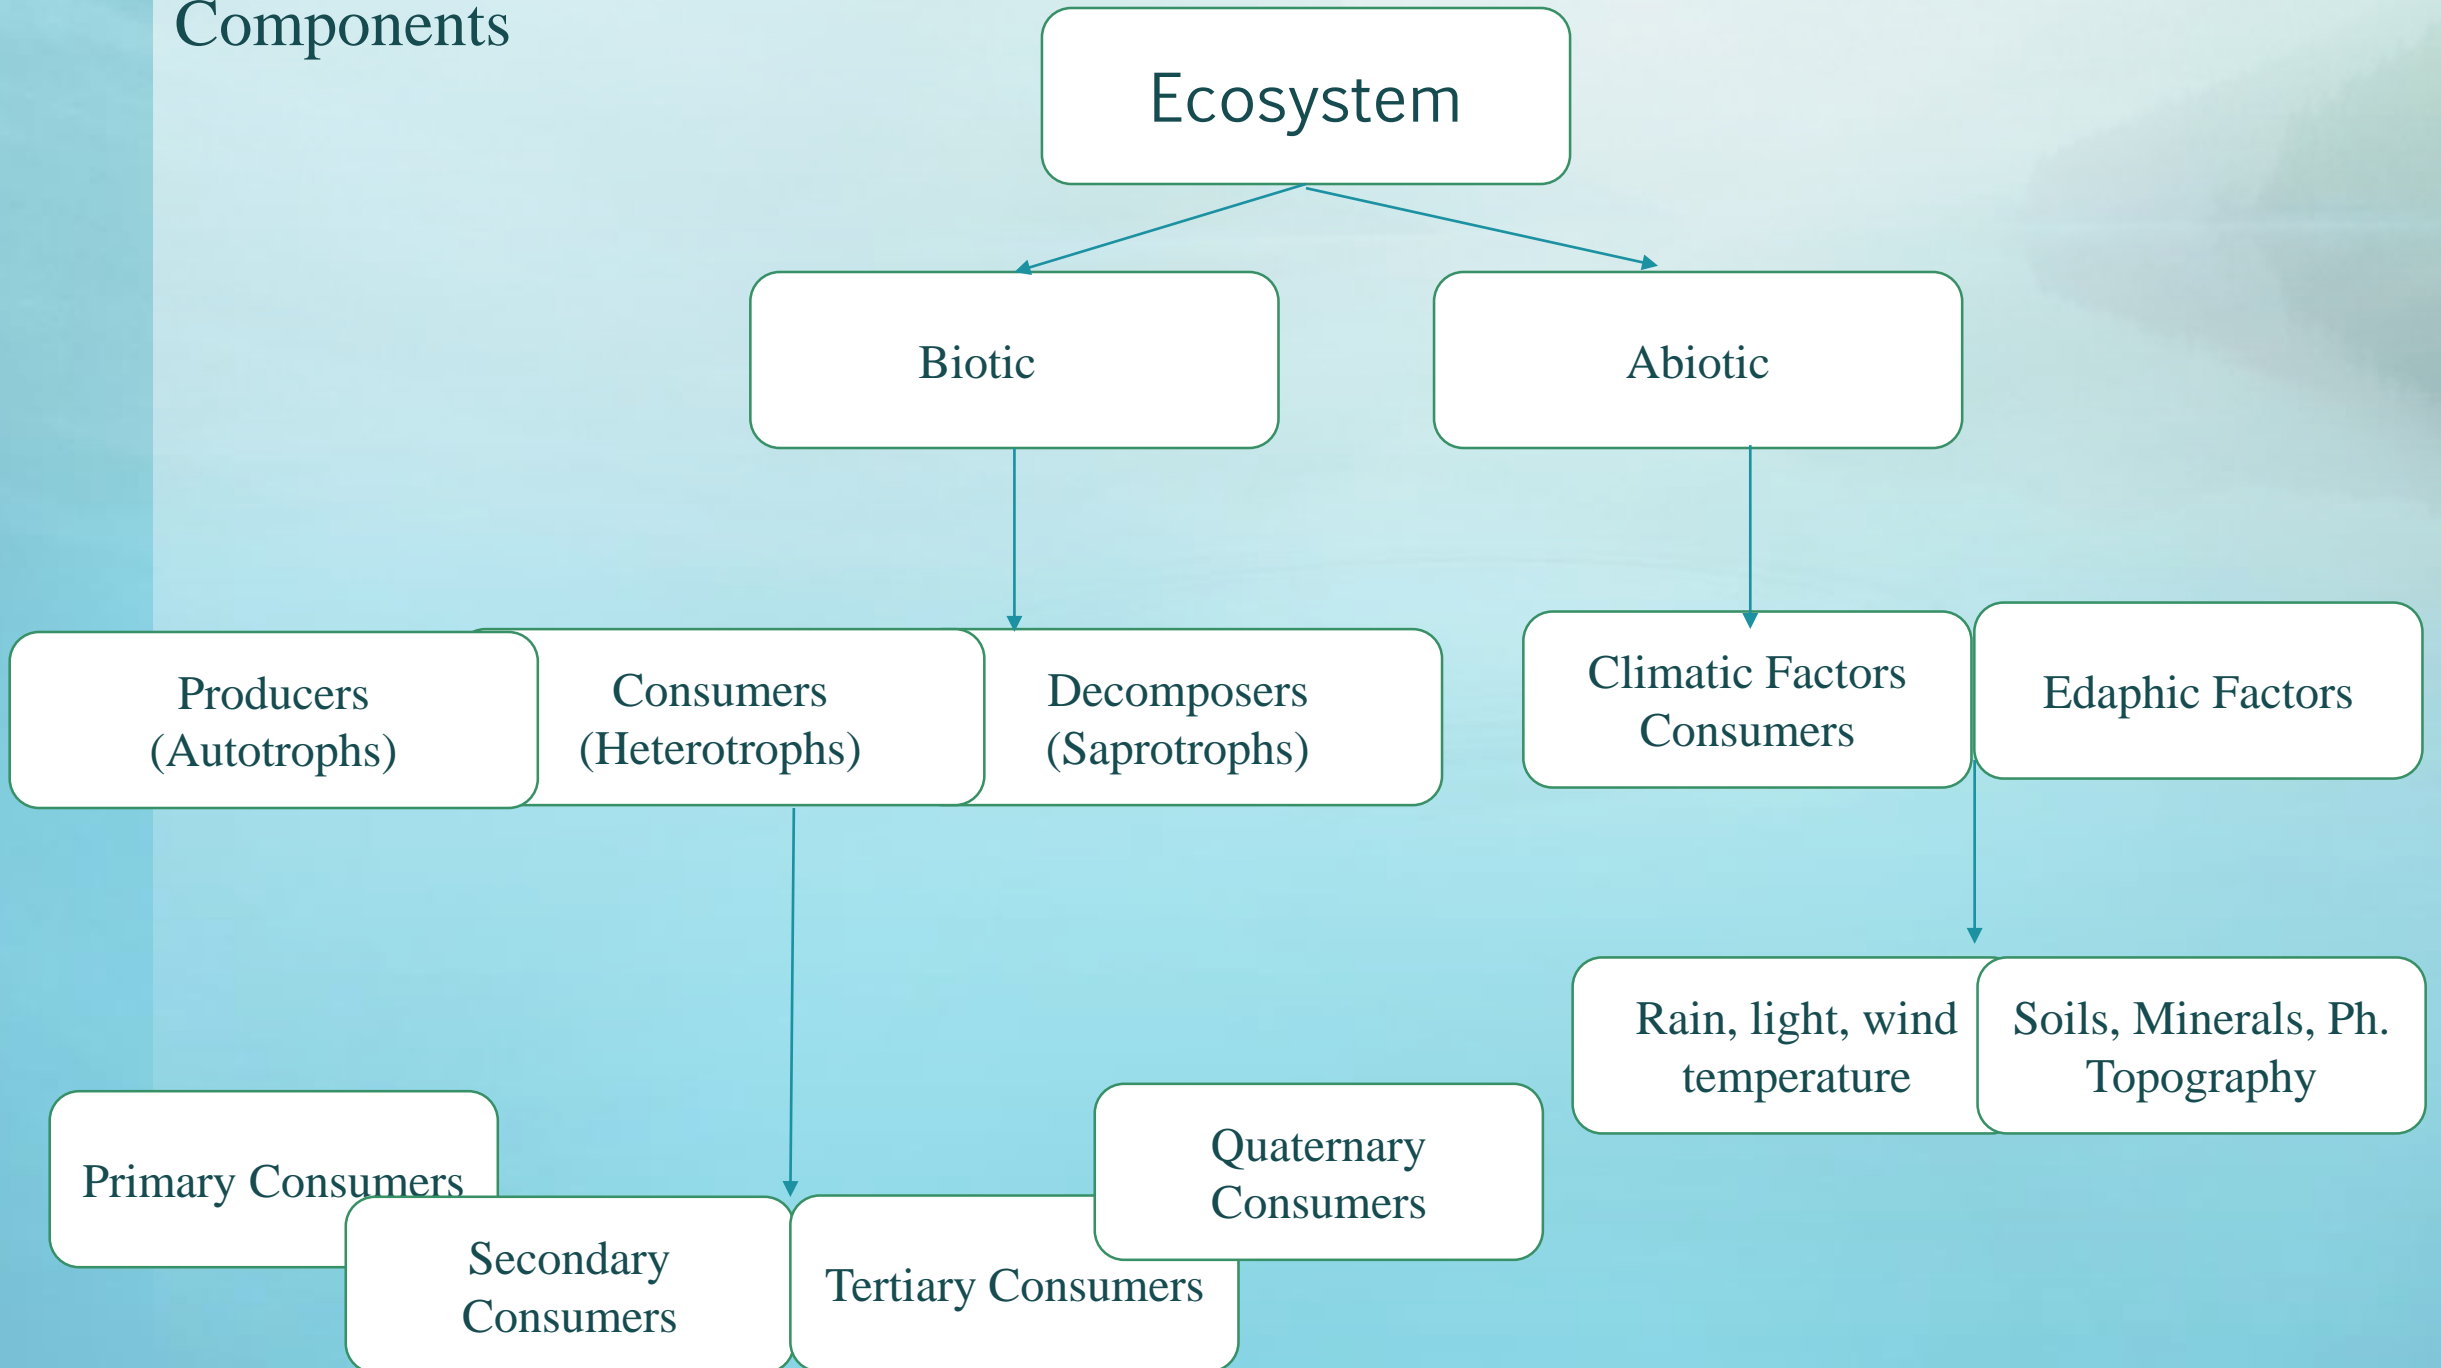 Components
Ecosystem
Biotic
Abiotic
Producers
(Autotrophs)
Consumers
(Heterotrophs)
Decomposers
(Saprotrophs)
Climatic Factors
Consumers
Edaphic Factors
Rain, light, wind
temperature
Soils, Minerals, Ph.
Topography
Primary Consumers
Secondary
Consumers
Tertiary Consumers
Quaternary
Consumers